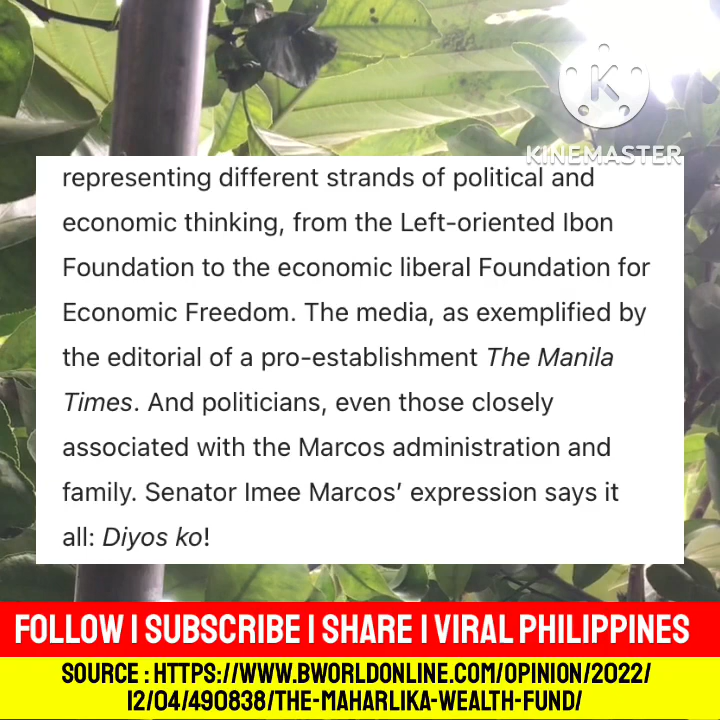 K
KINEMASTER
representing different strands of political and
economic thinking, from the Left-oriented Ibon
Foundation to the economic liberal Foundation for
Economic Freedom. The media, as exemplified by
the editorial of a pro-establishment The Manila
Times. And politicians, even those closely
associated with the Marcos administration and
family. Senator Imee Marcos’ expression says it
all: Diyos ko!
FOLLOW | SUBSCRIBE | SHARE | VIRAL PHILIPPINES
SOURCE : HTTPS://WWW.BWORLDONLINE.COM/OPINION/2022/
12/04/490838/THE-MAHARLIKA-WEALTH-FUND/